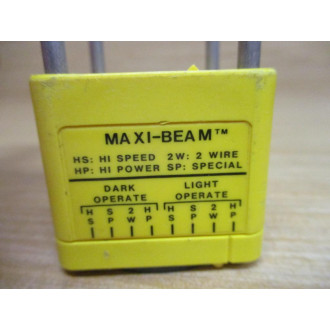 MAXI-BEAM™
HS: HI SPEED 2W: 2 WIRE
HP: HI POWER SP: SPECIAL
DARK LIGHT
OPERATE OPERATE
H S 2 H H S 2 H
S P W P S P W P